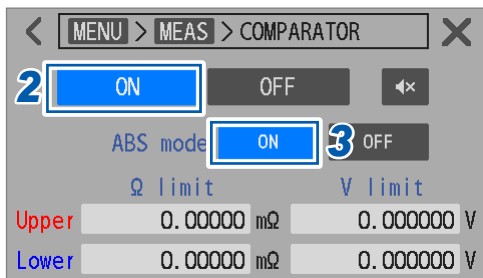 < MENU > MEAS > COMPARATOR ×
2 ON OFF
ABS mode ON 3 OFF
Ω limit V limit
Upper 0.00000 mΩ 0.000000 V
Lower 0.00000 mΩ 0.000000 V